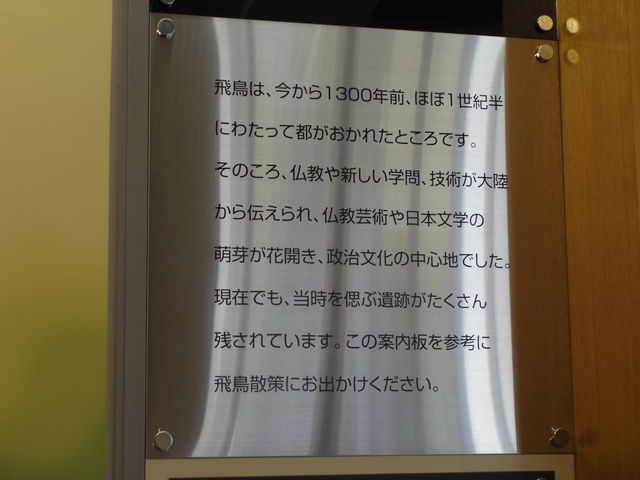 飛鳥は、今から1300年前、ほぼ1世紀半
にわたって都がおかれたところです。
そのころ、仏教や新しい学問、技術が大陸
から伝えられ、仏教芸術や日本文学の
萌芽が花開き、政治文化の中心地でした。
現在でも、当時を偲ぶ遺跡がたくさん
残されています。この案内板を参考に
飛鳥散策にお出かけください。